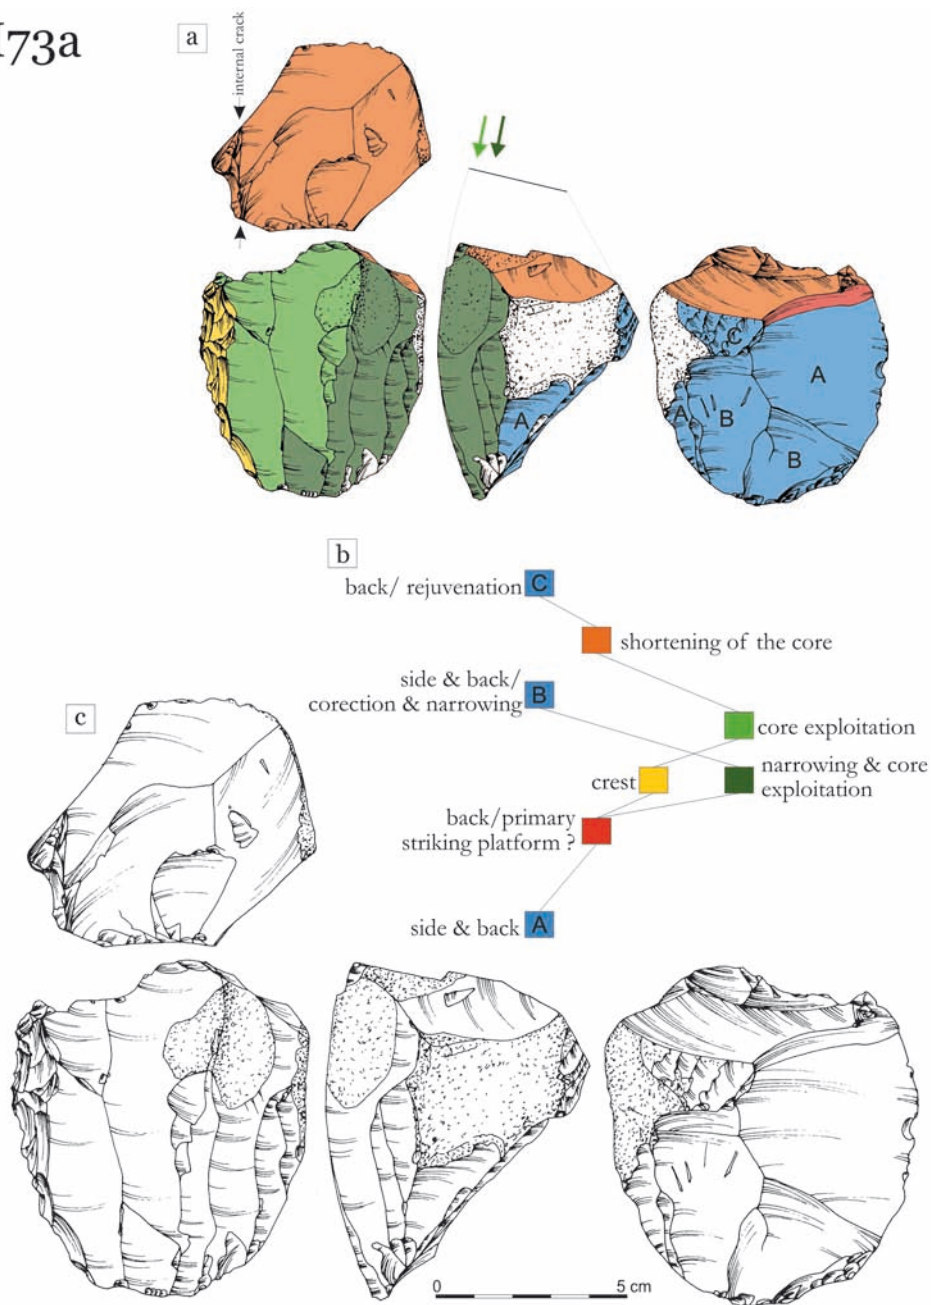 73a
a
internal crack
A
C
A
A
B
B
b
back/ rejuvenation C
shortening of the core
side & back/
corection & narrowing B
c
core exploitation
crest
narrowing & core
exploitation
back/primary
striking platform ?
side & back A
0 5 cm